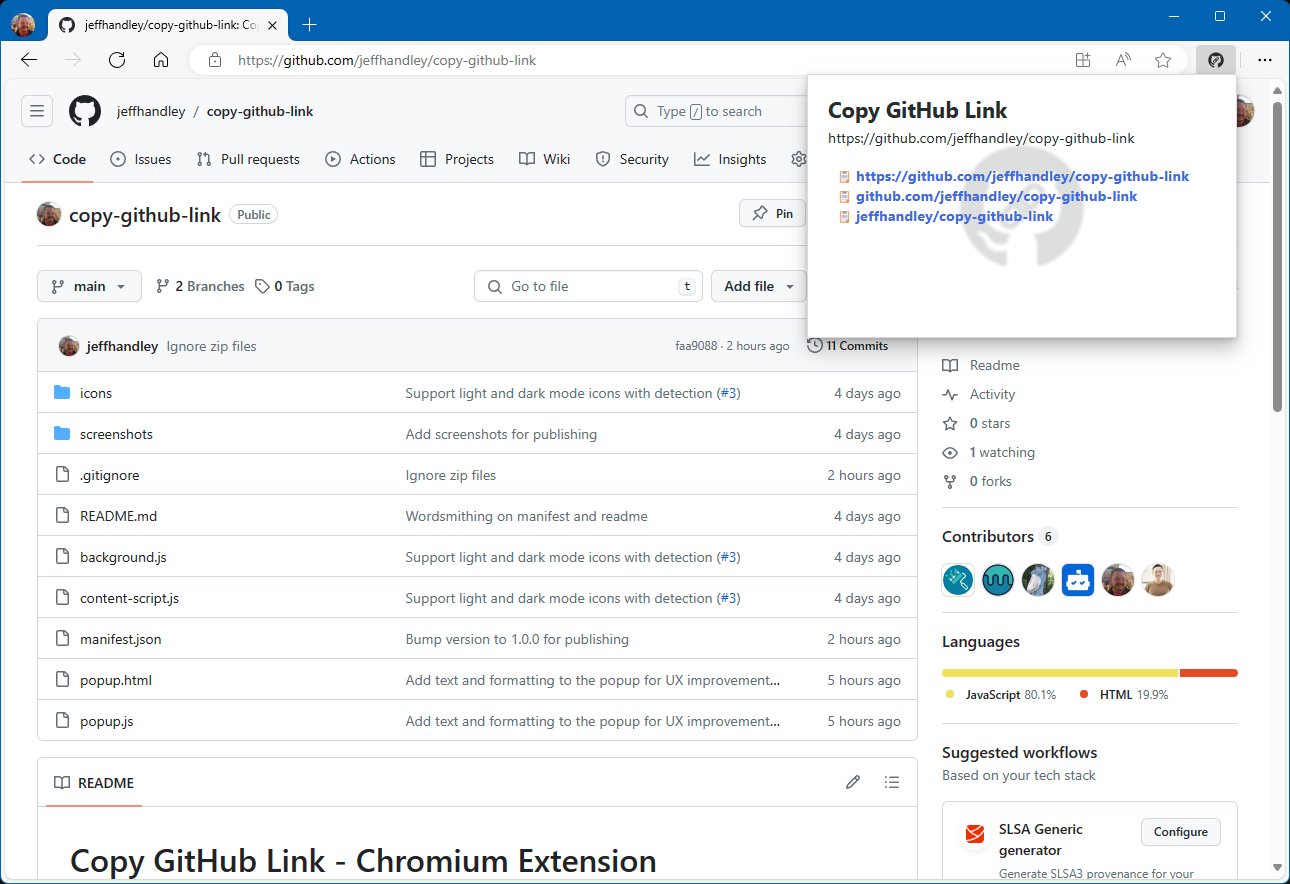 jeffhandley/copy-github-link: Co
https://github.com/jeffhandley/copy-github-link
jeffhandley / copy-github-link
Type / to search
Code Issues Pull requests Actions Projects Wiki Security Insights
Copy GitHub Link
https://github.com/jeffhandley/copy-github-link
https://github.com/jeffhandley/copy-github-link
github.com/jeffhandley/copy-github-link
jeffhandley/copy-github-link
copy-github-link Public
Pin
main 2 Branches 0 Tags
Go to file t
Add file
jeffhandley Ignore zip files faa9088 · 2 hours ago 11 Commits
icons Support light and dark mode icons with detection (#3) 4 days ago
screenshots Add screenshots for publishing 4 days ago
.gitignore Ignore zip files 2 hours ago
README.md Wordsmithing on manifest and readme 4 days ago
background.js Support light and dark mode icons with detection (#3) 4 days ago
content-script.js Support light and dark mode icons with detection (#3) 4 days ago
manifest.json Bump version to 1.0.0 for publishing 2 hours ago
popup.html Add text and formatting to the popup for UX improvement... 5 hours ago
popup.js Add text and formatting to the popup for UX improvement... 5 hours ago
README
Copy GitHub Link - Chromium Extension
Readme
Activity
0 stars
1 watching
0 forks
Contributors 6
Languages
JavaScript 80.1% HTML 19.9%
Suggested workflows
Based on your tech stack
SLSA Generic
generator
Configure
Generate SLSA3 provenance for your